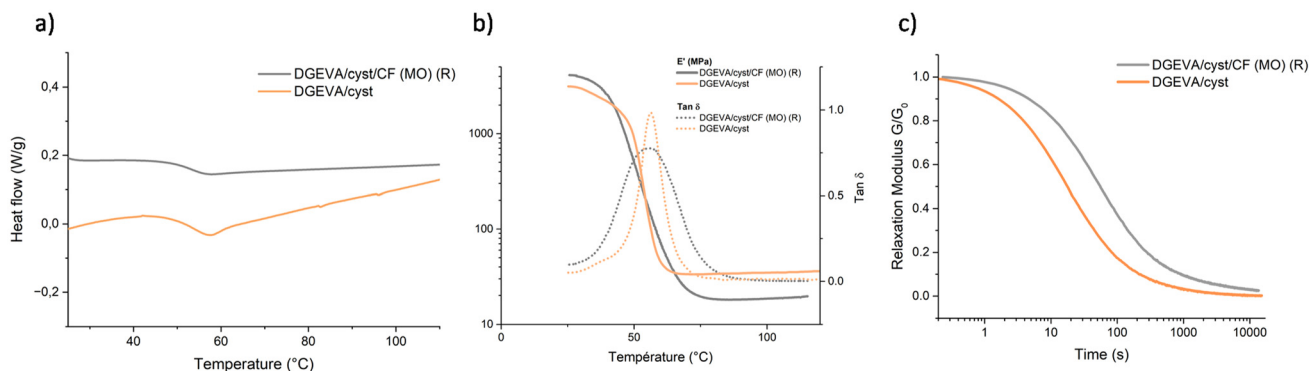 a)
DGEVA/cyst/CF (MO) (R)
DGEVA/cyst
0,4
0,2
0,0
−0,2
Heat flow (W/g)
40
60
80
100
Temperature (°C)
b)
E' (MPa)
DGEVA/cyst/CF (MO) (R)
DGEVA/cyst
Tan δ
DGEVA/cyst/CF (MO) (R)
DGEVA/cyst
1000
100
10
50
100
Température (°C)
1.0
0.5
0.0
Tan δ
c)
DGEVA/cyst/CF (MO) (R)
DGEVA/cyst
1.0
0.8
0.6
0.4
0.2
0.0
Relaxation Modulus G/G₀
1
10
100
1000
10000
Time (s)